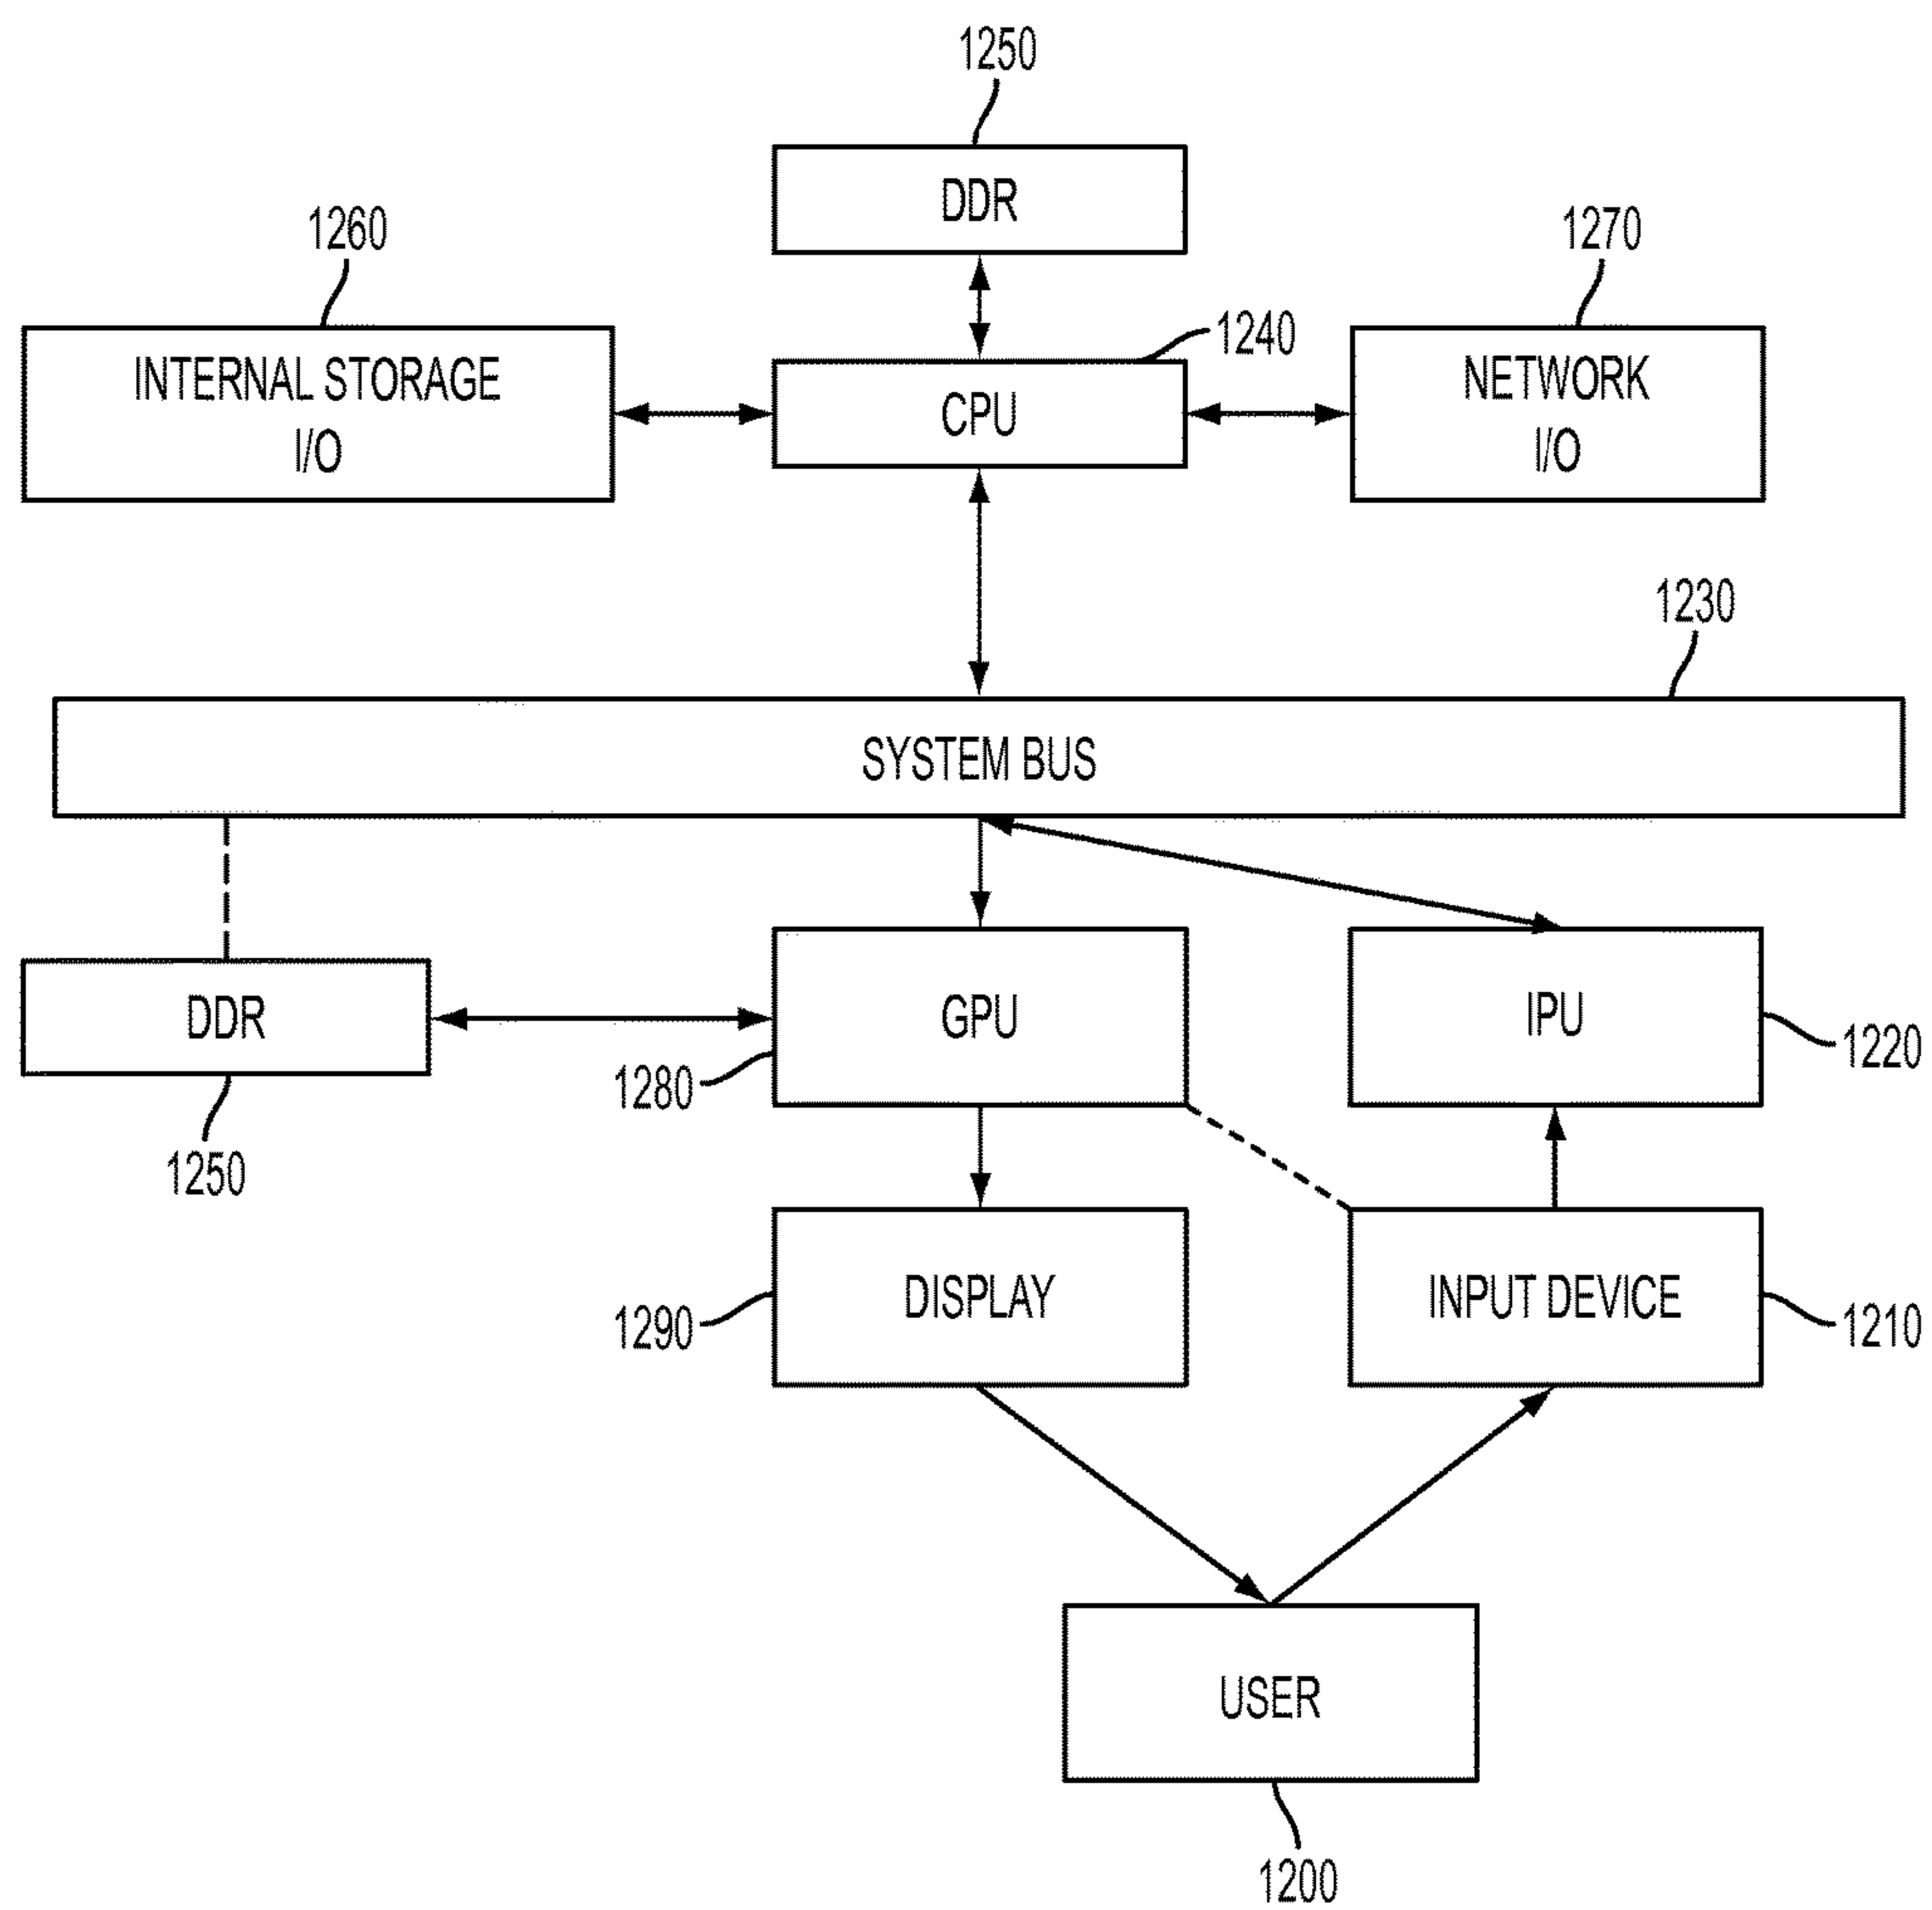 1250
DDR
1260
1270
1240
INTERNAL STORAGE
I/O
CPU
NETWORK
I/O
1230
SYSTEM BUS
DDR
GPU
IPU
1220
1280
1250
DISPLAY
INPUT DEVICE
1290
1210
USER
1200